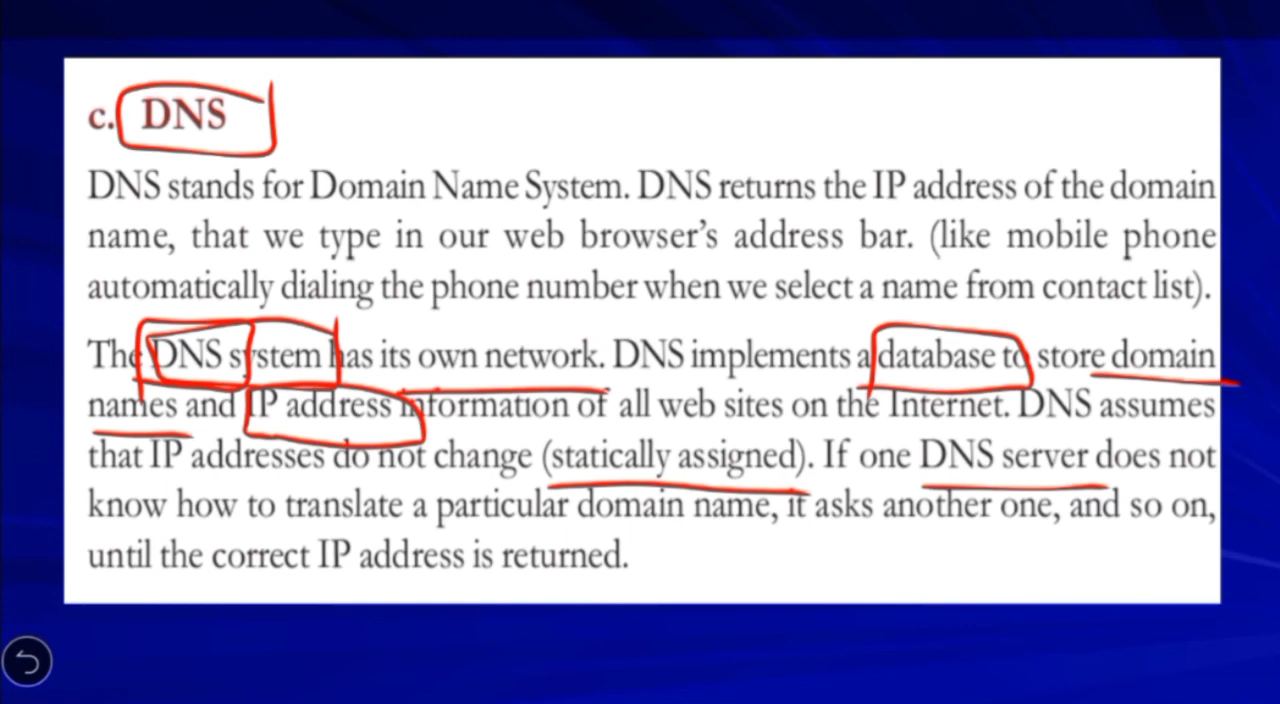 c. DNS
DNS stands for Domain Name System. DNS returns the IP address of the domain
name, that we type in our web browser's address bar. (like mobile phone
automatically dialing the phone number when we select a name from contact list).
The DNS system has its own network. DNS implements a database to store domain
names and IP address information of all web sites on the Internet. DNS assumes
that IP addresses do not change (statically assigned). If one DNS server does not
know how to translate a particular domain name, it asks another one, and so on,
until the correct IP address is returned.